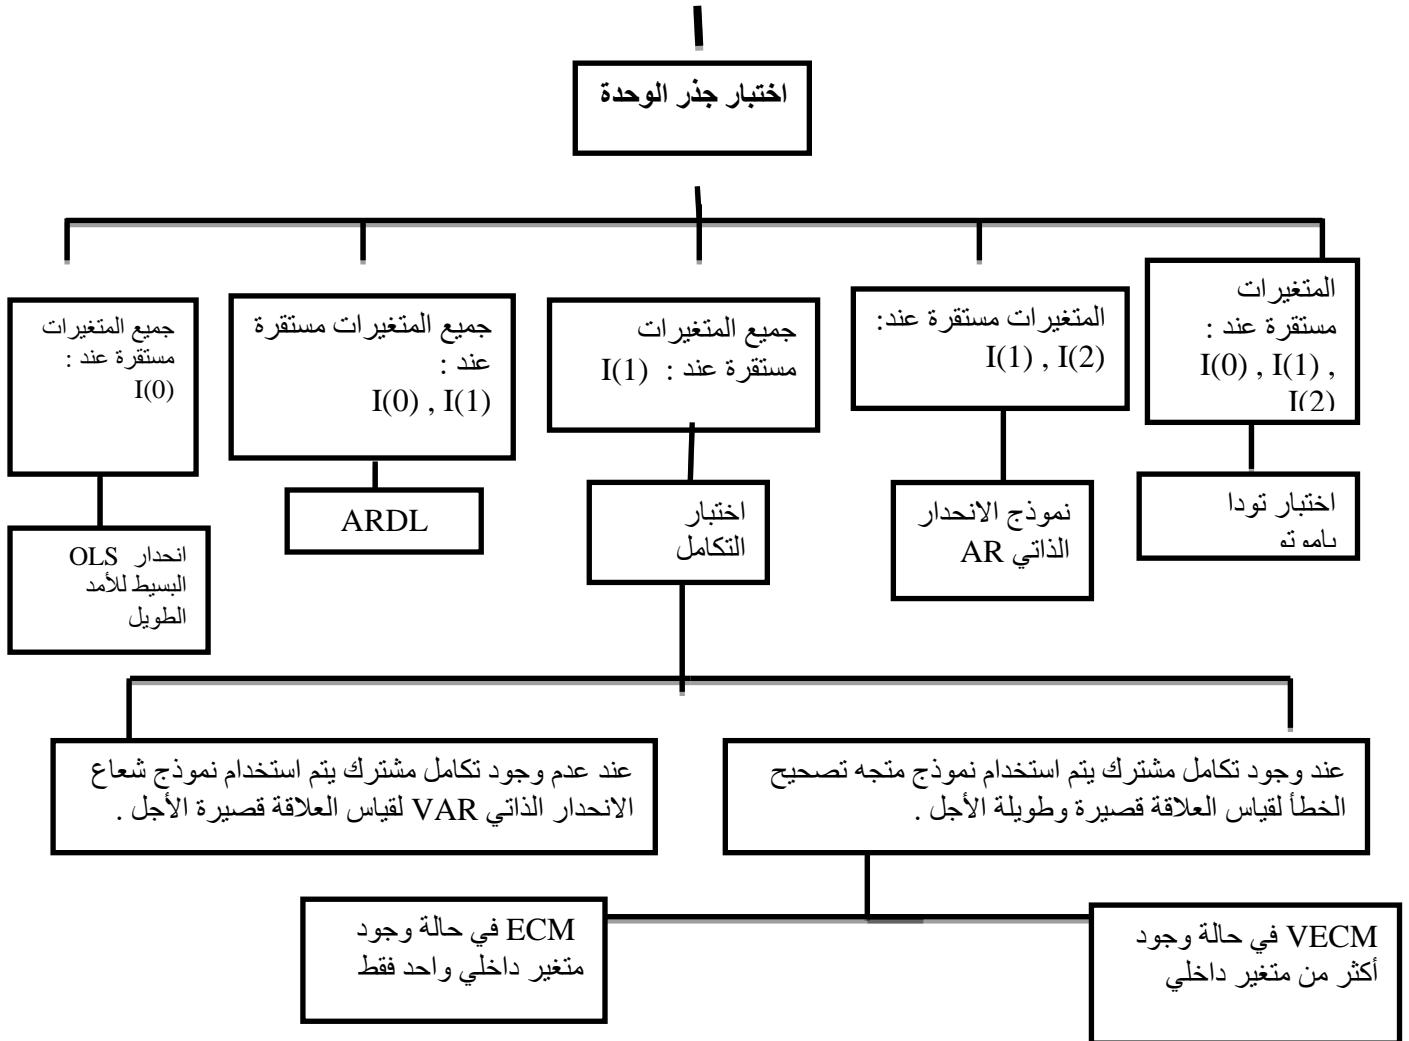 اختبار جذر الوحدة
المتغيرات
مستقرة عند :
I(0) , I(1) ,
I(2)
المتغيرات مستقرة عند:
I(1) , I(2)
جميع المتغيرات
مستقرة عند : I(1)
جميع المتغيرات مستقرة
عند :
I(0) , I(1)
جميع المتغيرات
مستقرة عند :
I(0)
اختبار تودا
ياموتو
نموذج الانحدار
الذاتي AR
اختبار
التكامل
ARDL
انحدار OLS
البسيط للأمد
الطويل
عند وجود تكامل مشترك يتم استخدام نموذج متجه تصحيح
الخطأ لقياس العلاقة قصيرة وطويلة الأجل .
عند عدم وجود تكامل مشترك يتم استخدام نموذج شعاع
الانحدار الذاتي VAR لقياس العلاقة قصيرة الأجل .
VECM في حالة وجود
أكثر من متغير داخلي
ECM في حالة وجود
متغير داخلي واحد فقط